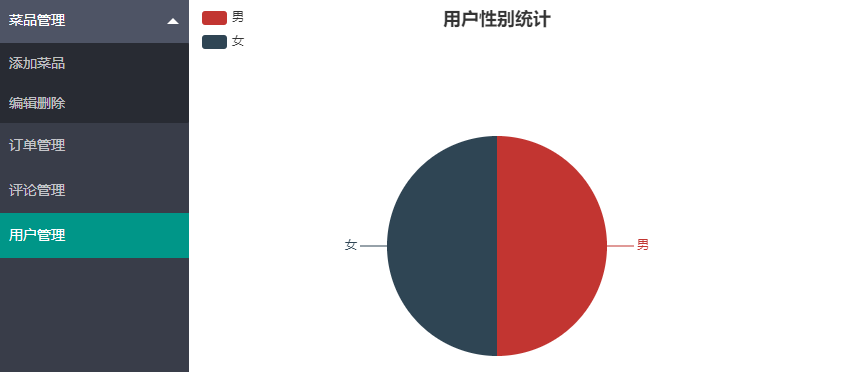 菜品管理
添加菜品
编辑删除
订单管理
评论管理
用户管理
用户性别统计
男
女
女
男